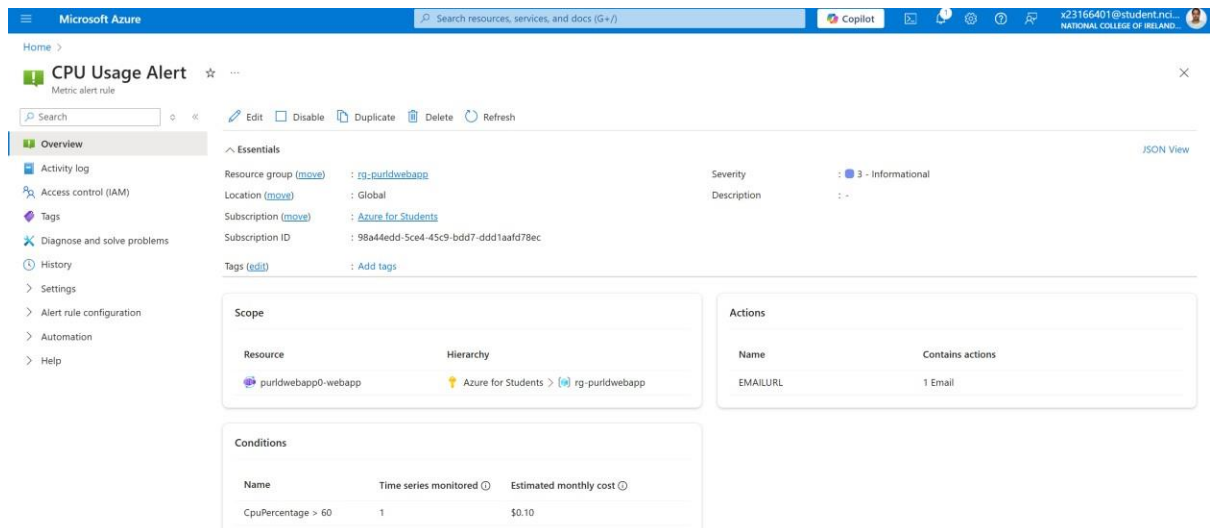 Microsoft Azure
Search resources, services, and docs (G+/)
Copilot
1
x23166401@student.nci...
NATIONAL COLLEGE OF IRELAND...
Home >
CPU Usage Alert
Metric alert rule
Search
Edit Disable Duplicate Delete Refresh
Overview
Activity log
Access control (IAM)
Tags
Diagnose and solve problems
History
Settings
Alert rule configuration
Automation
Help
Essentials
JSON View
Resource group (move) : rg-purldwebapp
Location (move) : Global
Subscription (move) : Azure for Students
Subscription ID : 98a44edd-5ce4-45c9-bdd7-ddd1aafd78ec
Tags (edit) : Add tags
Severity : 3 - Informational
Description : -
Scope
Resource Hierarchy
purldwebapp0-webapp Azure for Students > rg-purldwebapp
Actions
Name Contains actions
EMAILURL 1 Email
Conditions
Name Time series monitored Estimated monthly cost
CpuPercentage > 60 1 $0.10